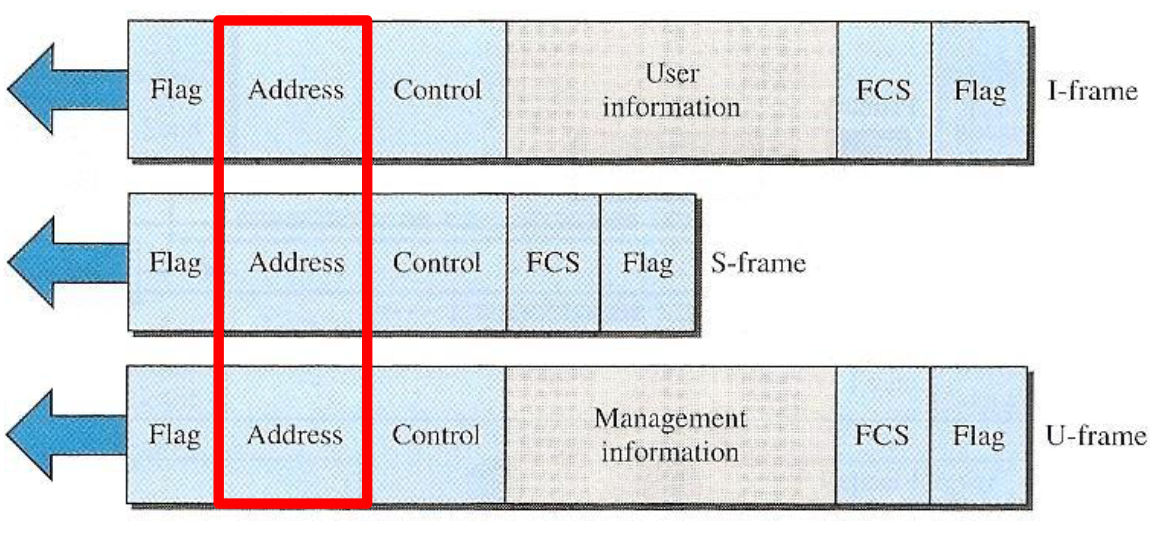 Flag Address Control User information FCS Flag I-frame
Flag Address Control FCS Flag S-frame
Flag Address Control Management information FCS Flag U-frame